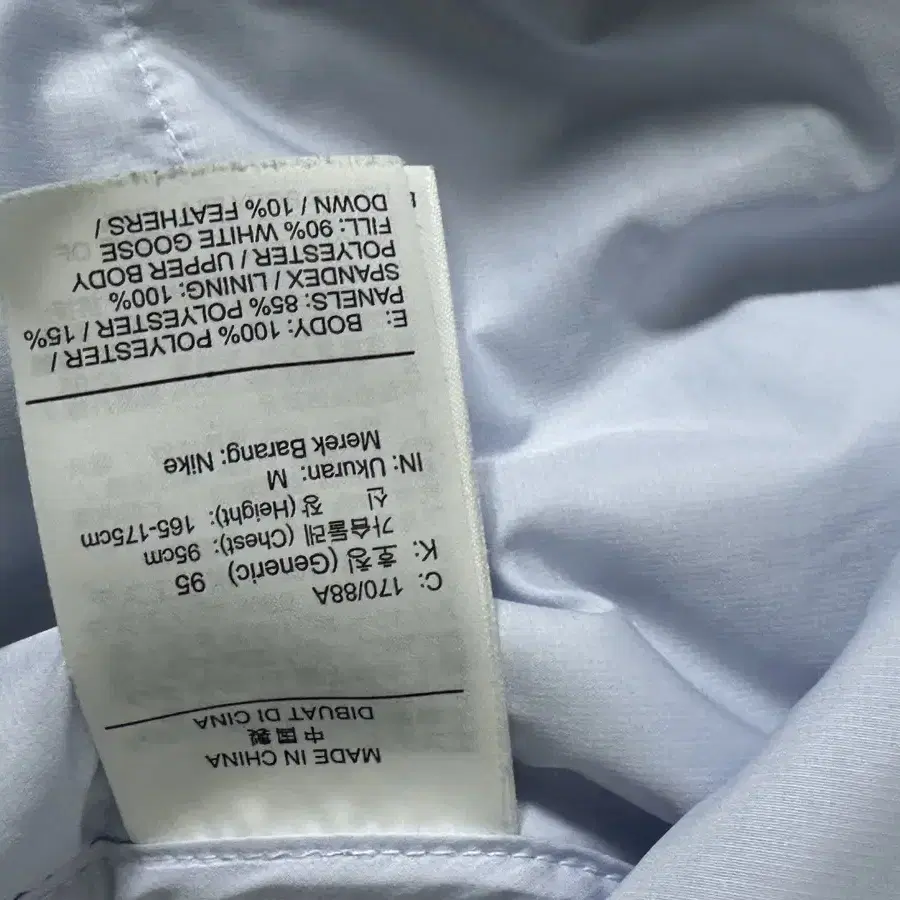 MADE IN CHINA
中國製
DIBUAT DI CINA
C: 170/88A
K: 호칭 (Generic) 95
가슴둘레 (Chest): 95cm
신 장 (Height): 165-175cm
IN: Ukuran: M
Merek Barang: Nike
E: BODY: 100% POLYESTER /
PANELS: 85% POLYESTER / 15%
SPANDEX / LINING: 100%
POLYESTER / UPPER BODY
FILL: 90% WHITE GOOSE
DOWN / 10% FEATHERS /